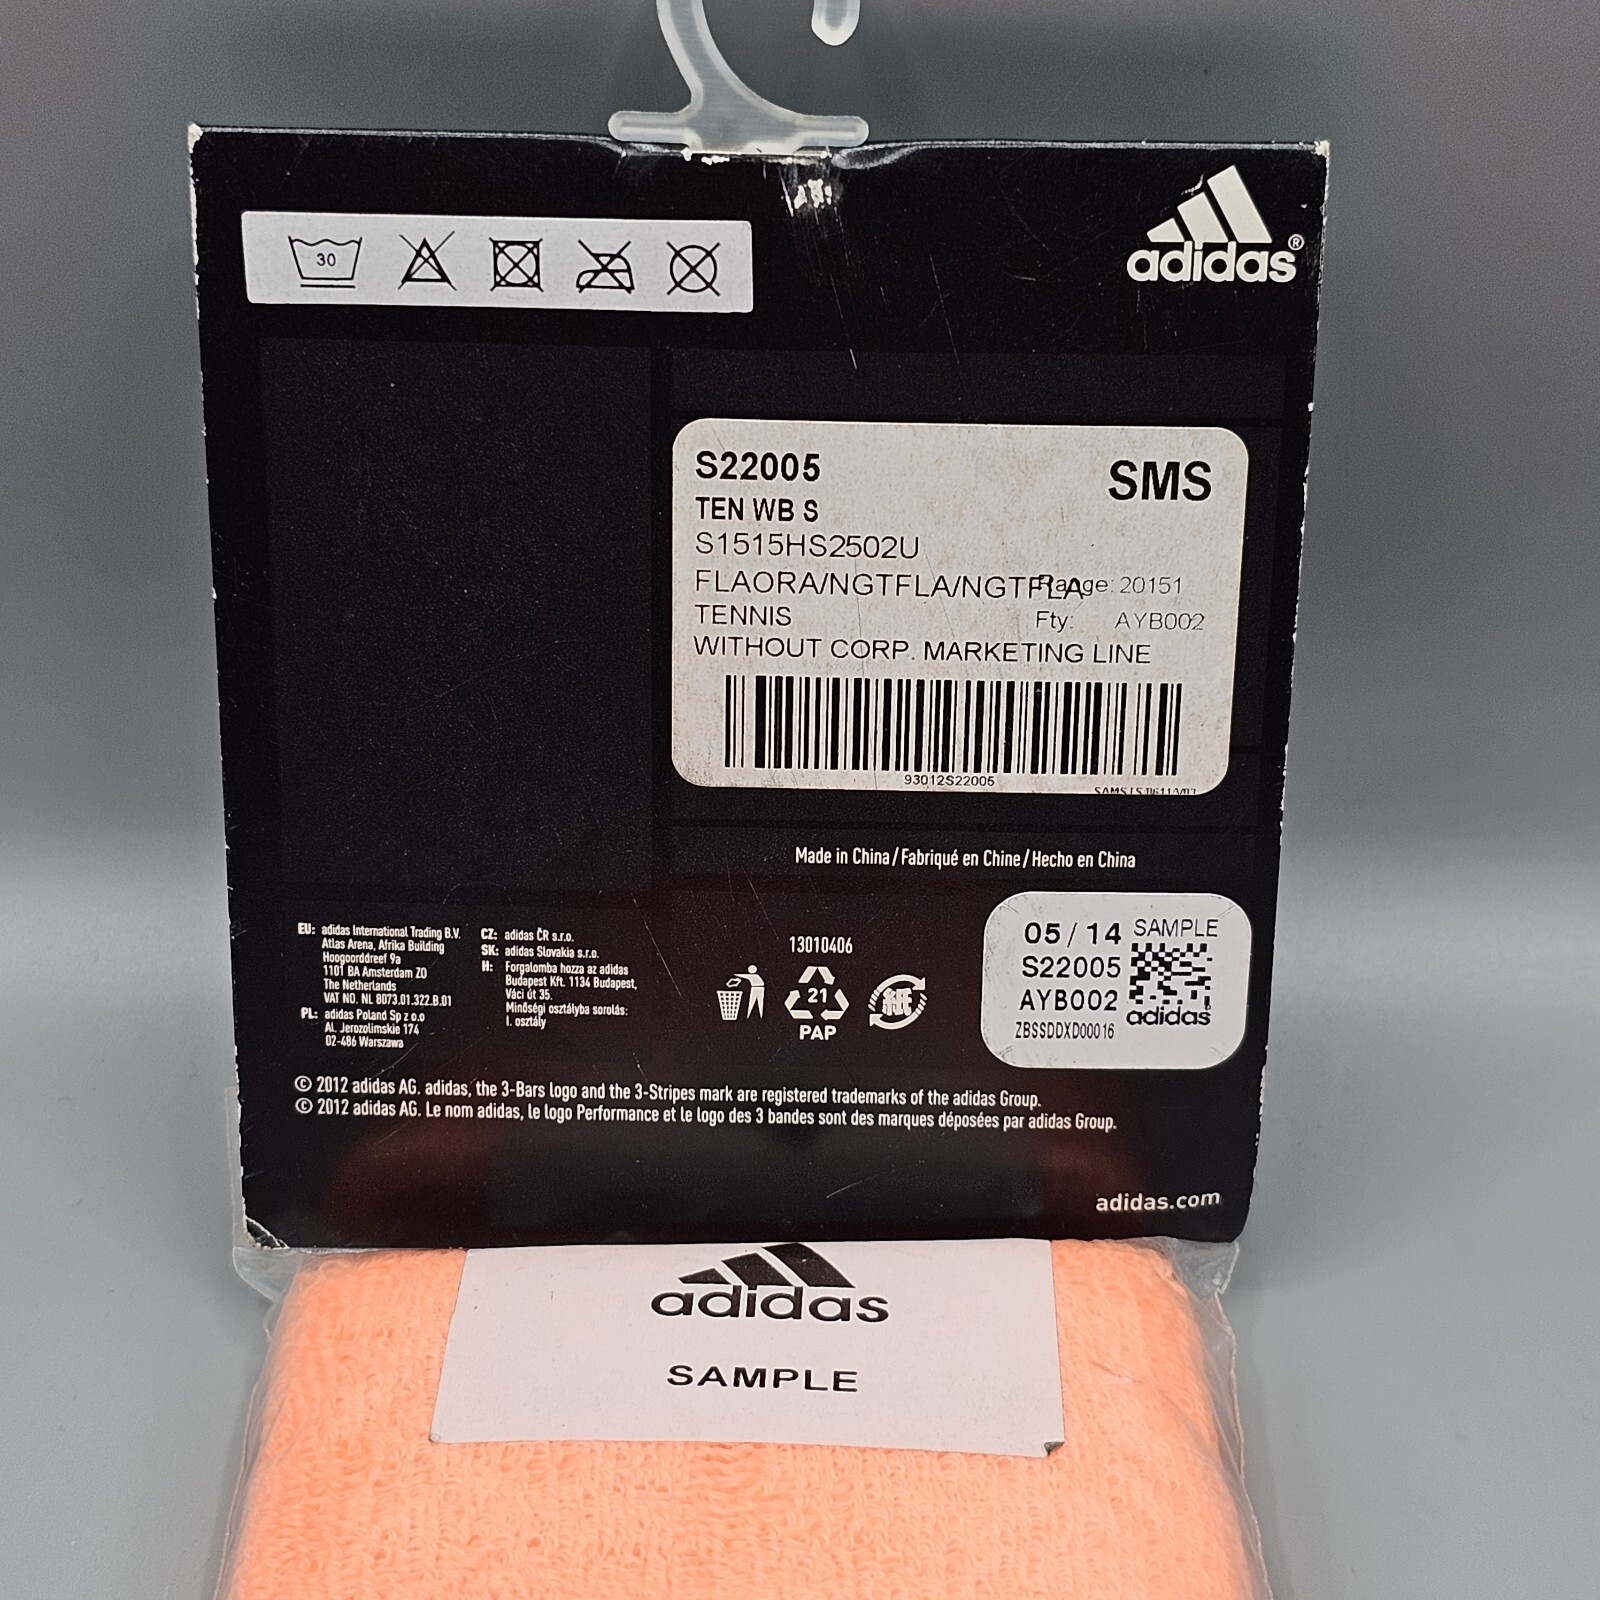 30
adidas®
S22005
SMS
TEN WB S
S1515HS2502U
FLAORA/NGTFLA/NGTFLA
Range: 20151
TENNIS
Fty: AYB002
WITHOUT CORP. MARKETING LINE
93012S22005
Made in China/Fabriqué en Chine/Hecho en China
EU: adidas International Trading B.V.
Atlas Arena, Afrika Building
Hoogoorddreef 9a
1101 BA Amsterdam ZO
The Netherlands
VAT NO. NL 8073.01.322.B.01
PL: adidas Poland Sp z o.o
Al. Jerozolimskie 174
02-486 Warszawa
CZ: adidas ČR s.r.o.
SK: adidas Slovakia s.r.o.
H: Forgalomba hozza az adidas
Budapest Kft. 1134 Budapest,
Váci út 35.
Minőségi osztályba sorolás:
I. osztály
13010406
21
PAP
紙
05/14 SAMPLE
S22005
AYB002
adidas
ZBSSDDXD00016
© 2012 adidas AG. adidas, the 3-Bars logo and the 3-Stripes mark are registered trademarks of the adidas Group.
© 2012 adidas AG. Le nom adidas, le logo Performance et le logo des 3 bandes sont des marques déposées par adidas Group.
adidas.com
adidas
SAMPLE